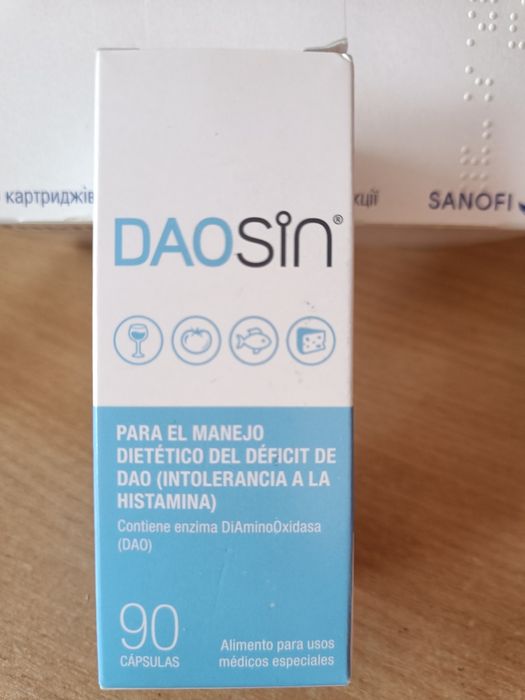 картриджів
кції
SANOFI
DAOSiN®
PARA EL MANEJO
DIETÉTICO DEL DÉFICIT DE
DAO (INTOLERANCIA A LA
HISTAMINA)
Contiene enzima DiAminoOxidasa
(DAO)
90
CÁPSULAS
Alimento para usos
médicos especiales